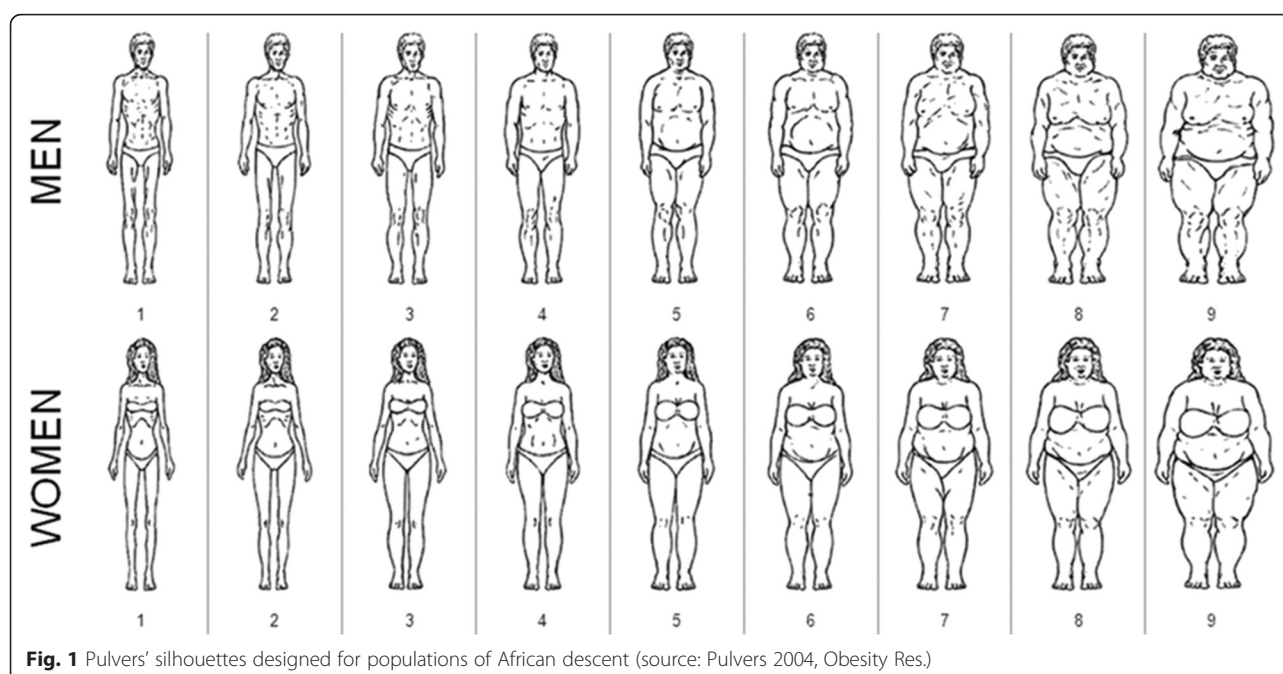 MEN
1 2 3 4 5 6 7 8 9
WOMEN
1 2 3 4 5 6 7 8 9
Fig. 1 Pulvers' silhouettes designed for populations of African descent (source: Pulvers 2004, Obesity Res.)